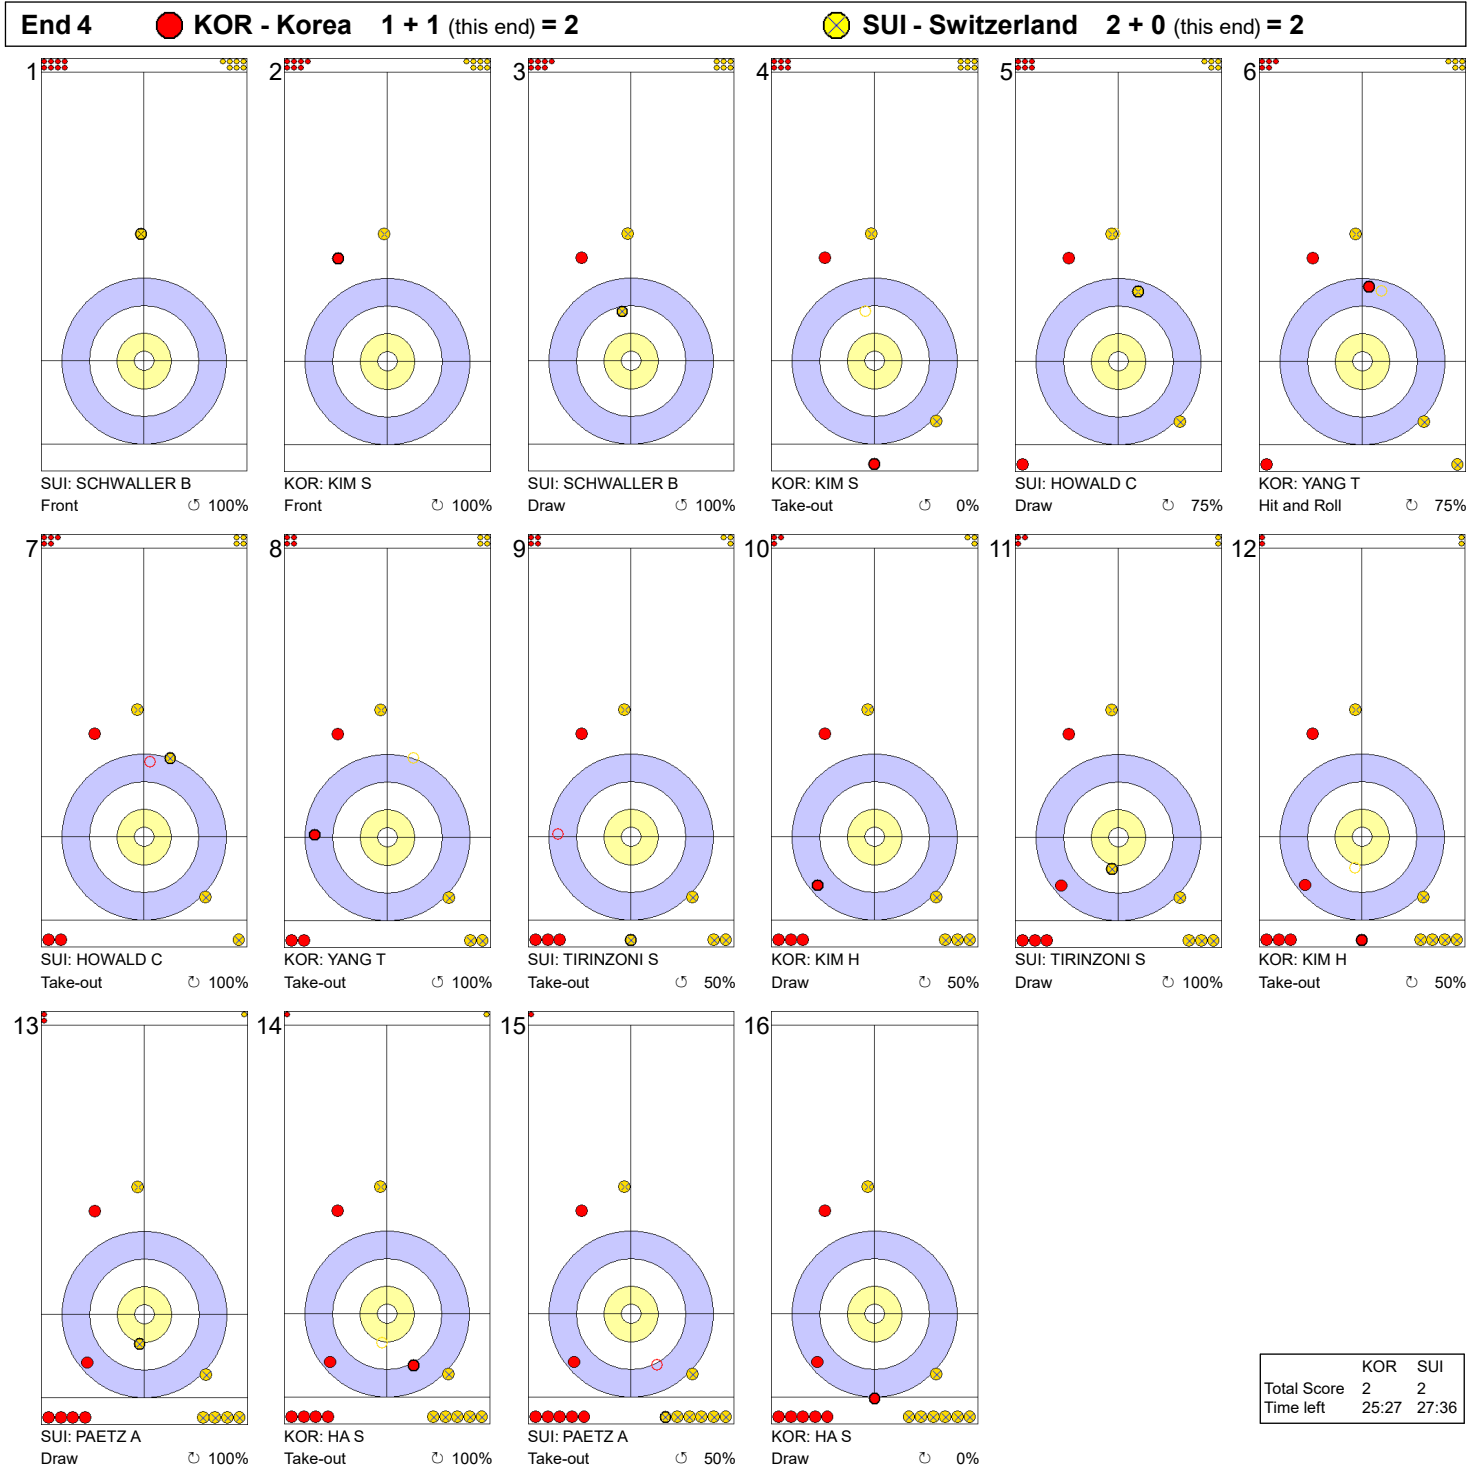 End 4 KOR - Korea 1 + 1 (this end) = 2 SUI - Switzerland 2 + 0 (this end) = 2
1 2 3 4 5 6
SUI: SCHWALLER B KOR: KIM S SUI: SCHWALLER B KOR: KIM S SUI: HOWALD C KOR: YANG T
Front ↺ 100% Front ↻ 100% Draw ↺ 100% Take-out ↺ 0% Draw ↻ 75% Hit and Roll ↻ 75%
7 8 9 10 11 12
SUI: HOWALD C KOR: YANG T SUI: TIRINZONI S KOR: KIM H SUI: TIRINZONI S KOR: KIM H
Take-out ↻ 100% Take-out ↻ 100% Take-out ↺ 50% Draw ↻ 50% Draw ↻ 100% Take-out ↻ 50%
13 14 15 16
SUI: PAETZ A KOR: HA S SUI: PAETZ A KOR: HA S
Draw ↻ 100% Take-out ↻ 100% Take-out ↺ 50% Draw ↻ 0%
KOR SUI
Total Score 2 2
Time left 25:27 27:36